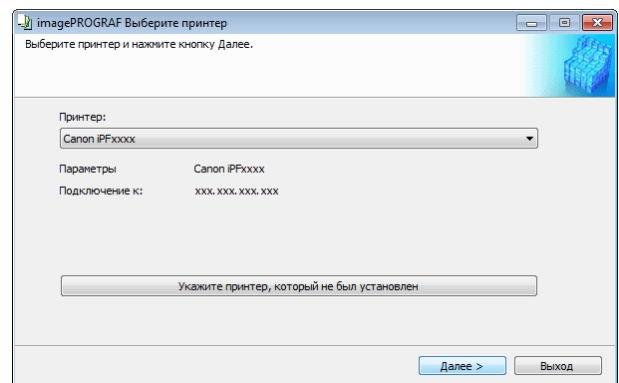 imagePROGRAF Выберите принтер
Выберите принтер и нажмите кнопку Далее.
Принтер:
Canon iPFxxxx
Параметры Canon iPFxxxx
Подключение к: xxx.xxx.xxx.xxx
Укажите принтер, который не был установлен
Далее > Выход